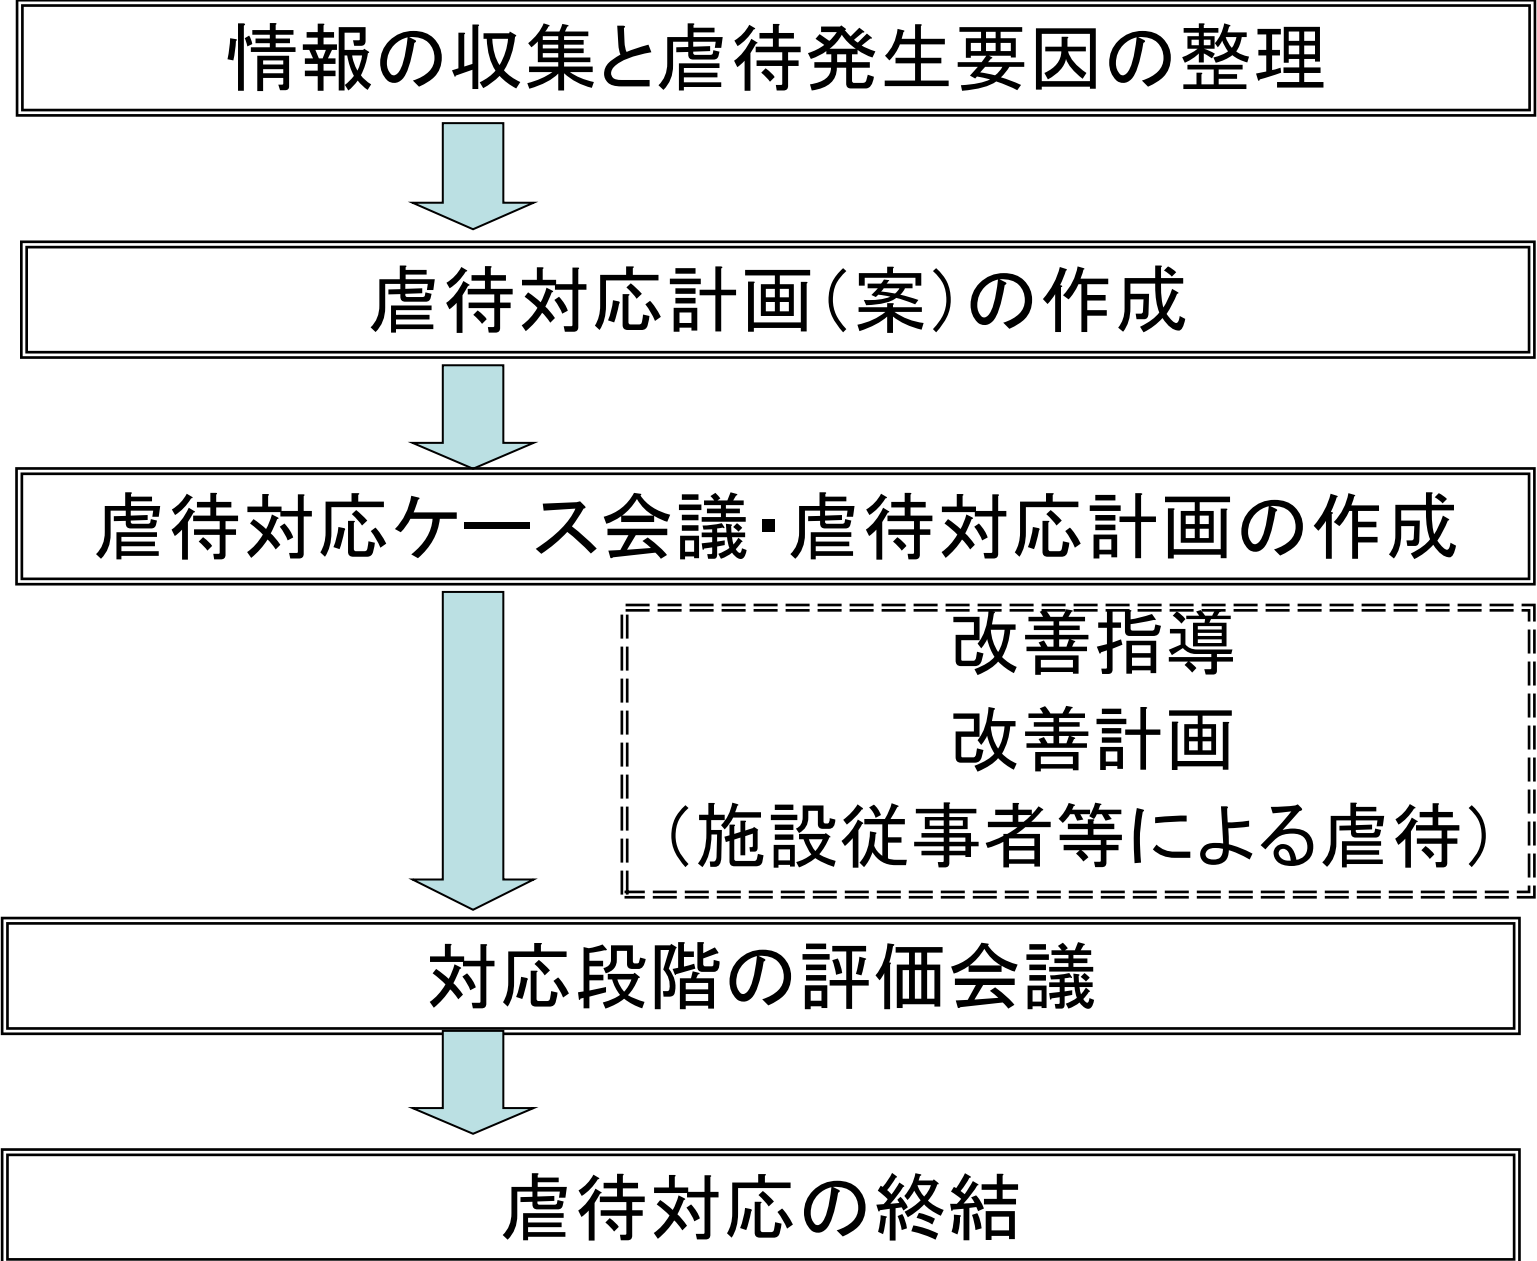 情報の収集と虐待発生要因の整理
虐待対応計画（案）の作成
虐待対応ケース会議・虐待対応計画の作成
改善指導
改善計画
（施設従事者等による虐待）
対応段階の評価会議
虐待対応の終結